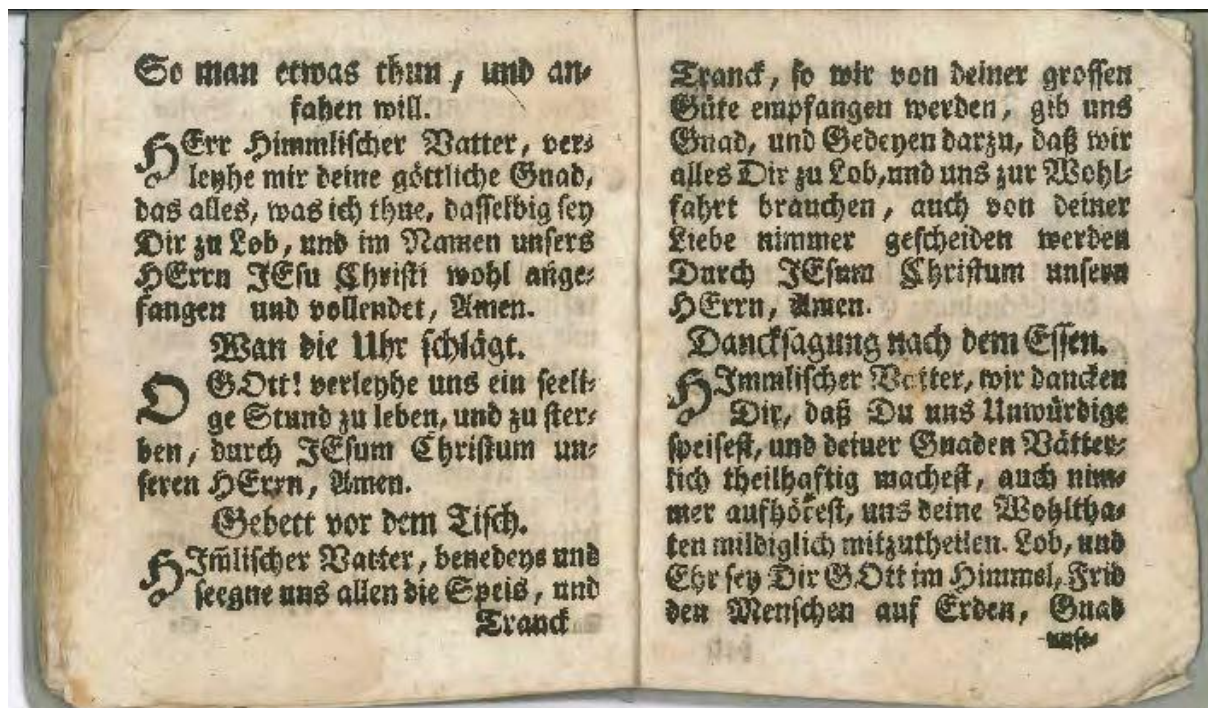 So man etwas thun, und an-
fahen will.
HErr Himmlischer Vatter, ver-
leyhe mir deine göttliche Gnad,
das alles, was ich thue, dasselbig sey
Dir zu Lob, und im Namen unsers
HErrn JEsu Christi wohl ange-
fangen und vollendet, Amen.
Wan die Uhr schlägt.
O GOtt! verleyhe uns ein seeli-
ge Stund zu leben, und zu ster-
ben, durch JEsum Christum un-
seren HErrn, Amen.
Gebett vor dem Tisch.
HIm̃lischer Vatter, benedeye und
seegne uns allen die Speis, und
Tranck
Tranck, so wir von deiner grossen
Güte empfangen werden, gib uns
Gnad, und Gedeyen darzu, daß wir
alles Dir zu Lob, und uns zur Wohl-
fahrt brauchen, auch von deiner
Liebe nimmer gescheiden werden
Durch JEsum Christum unsern
HErrn, Amen.
Dancksagung nach dem Essen.
HImmlischer Vatter, wir dancken
Dir, daß Du uns Unwürdige
speisest, und deiuer Gnaden Vätter-
lich theilhaftig machest, auch nim-
mer aufhörest, uns deine Wohltha-
ten mildiglich mitzutheilen. Lob, und
Ehr sey Dir GOtt im Himmel, Frid
den Menschen auf Erden, Gnad
unse-